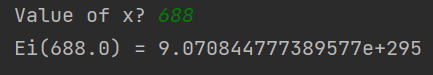 Value of x? 688
Ei(688.0) = 9.070844777389577e+295